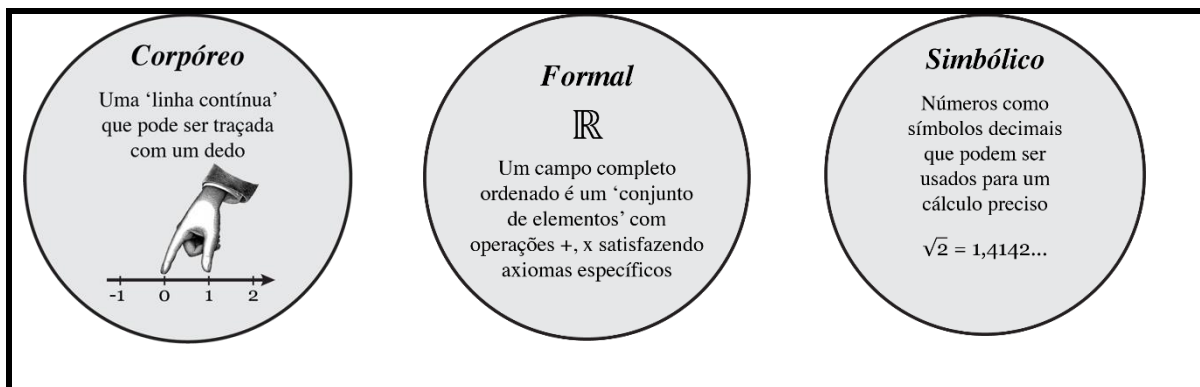 Corpóreo
Uma ‘linha contínua’
que pode ser traçada
com um dedo
-1 0 1 2
Formal
ℝ
Um campo completo
ordenado é um ‘conjunto
de elementos’ com
operações +, x satisfazendo
axiomas específicos
Simbólico
Números como
símbolos decimais
que podem ser
usados para um
cálculo preciso
√2 = 1,4142...